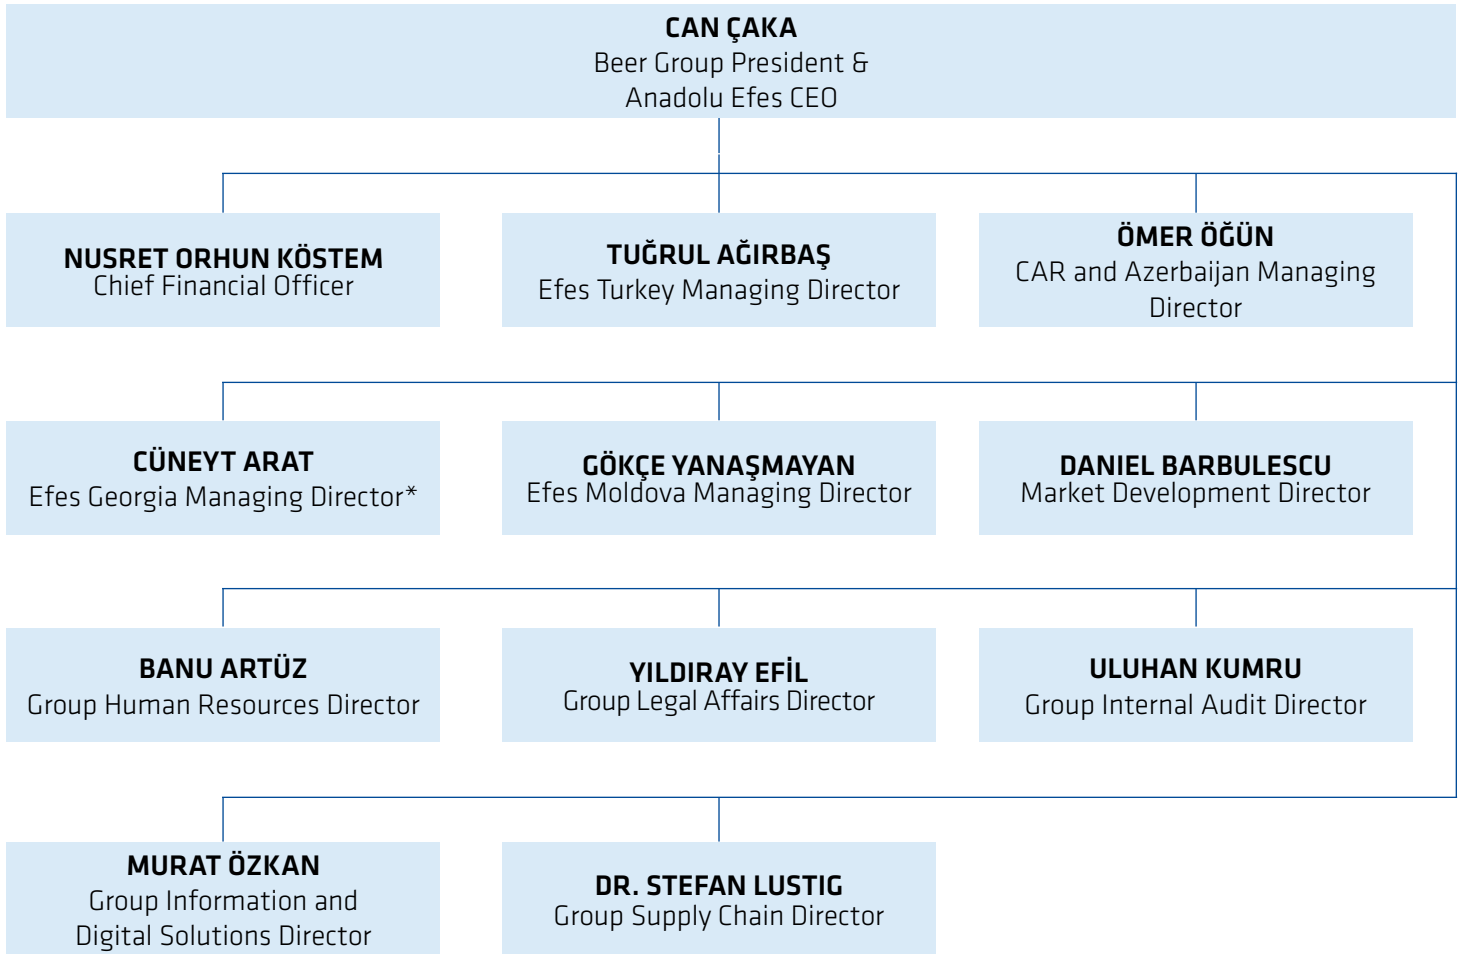 CAN ÇAKA
Beer Group President &
Anadolu Efes CEO
NUSRET ORHUN KÖSTEM
Chief Financial Officer
TUĞRUL AĞIRBAŞ
Efes Turkey Managing Director
ÖMER ÖĞÜN
CAR and Azerbaijan Managing
Director
CÜNEYT ARAT
Efes Georgia Managing Director*
GÖKÇE YANAŞMAYAN
Efes Moldova Managing Director
DANIEL BARBULESCU
Market Development Director
BANU ARTÜZ
Group Human Resources Director
YILDIRAY EFİL
Group Legal Affairs Director
ULUHAN KUMRU
Group Internal Audit Director
MURAT ÖZKAN
Group Information and
Digital Solutions Director
DR. STEFAN LUSTIG
Group Supply Chain Director